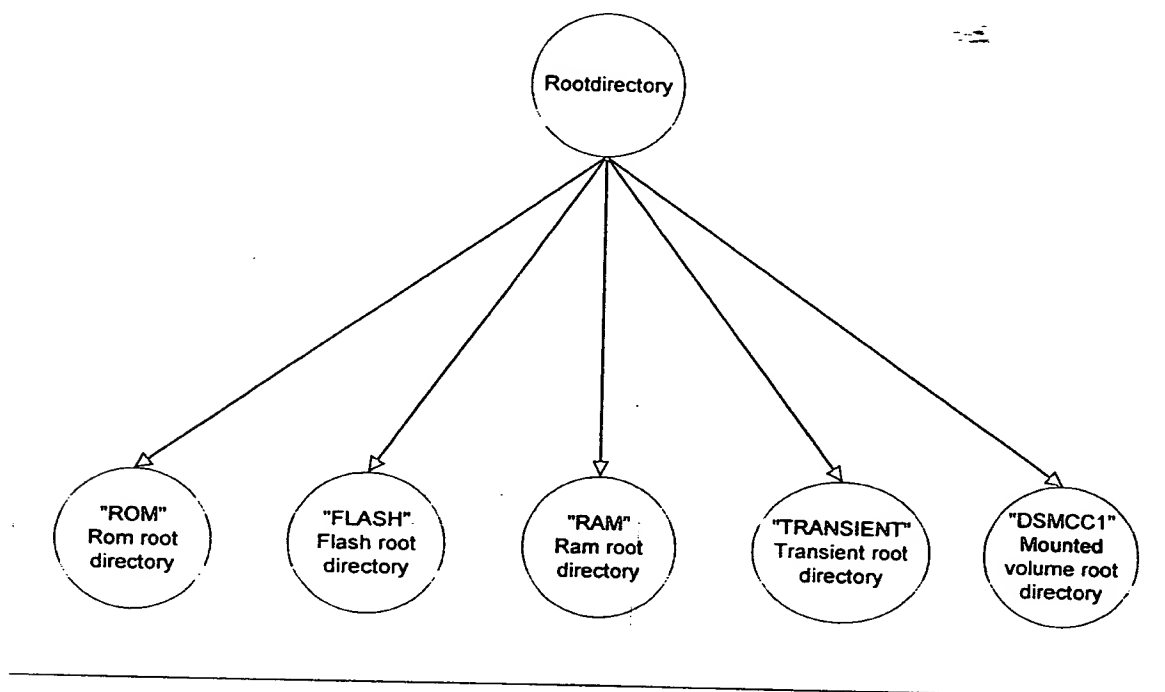 Rootdirectory
"ROM"
Rom root
directory
"FLASH"
Flash root
directory
"RAM"
Ram root
directory
"TRANSIENT"
Transient root
directory
"DSMCC1"
Mounted
volume root
directory